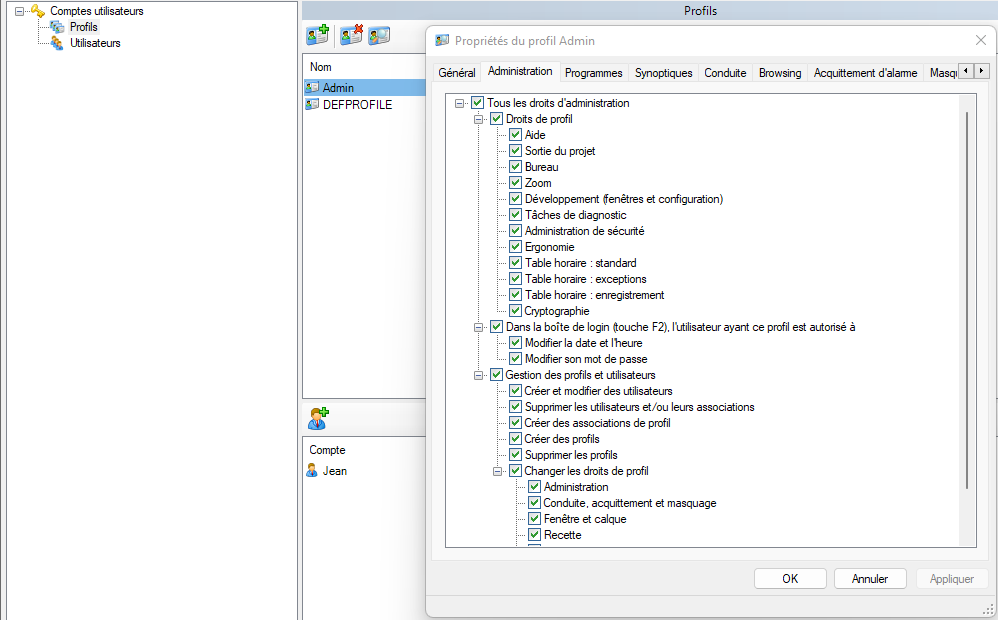 Comptes utilisateurs
Profils
Utilisateurs
Profils
Nom
Admin
DEFPROFILE
Compte
Jean
Propriétés du profil Admin
Général Administration Programmes Synoptiques Conduite Browsing Acquittement d'alarme
Tous les droits d'administration
Droits de profil
Aide
Sortie du projet
Bureau
Zoom
Développement (fenêtres et configuration)
Tâches de diagnostic
Administration de sécurité
Ergonomie
Table horaire : standard
Table horaire : exceptions
Table horaire : enregistrement
Cryptographie
Dans la boîte de login (touche F2), l'utilisateur ayant ce profil est autorisé à
Modifier la date et l'heure
Modifier son mot de passe
Gestion des profils et utilisateurs
Créer et modifier des utilisateurs
Supprimer les utilisateurs et/ou leurs associations
Créer des associations de profil
Créer des profils
Supprimer les profils
Changer les droits de profil
Administration
Conduite, acquittement et masquage
Fenêtre et calque
Recette
OK Annuler Appliquer